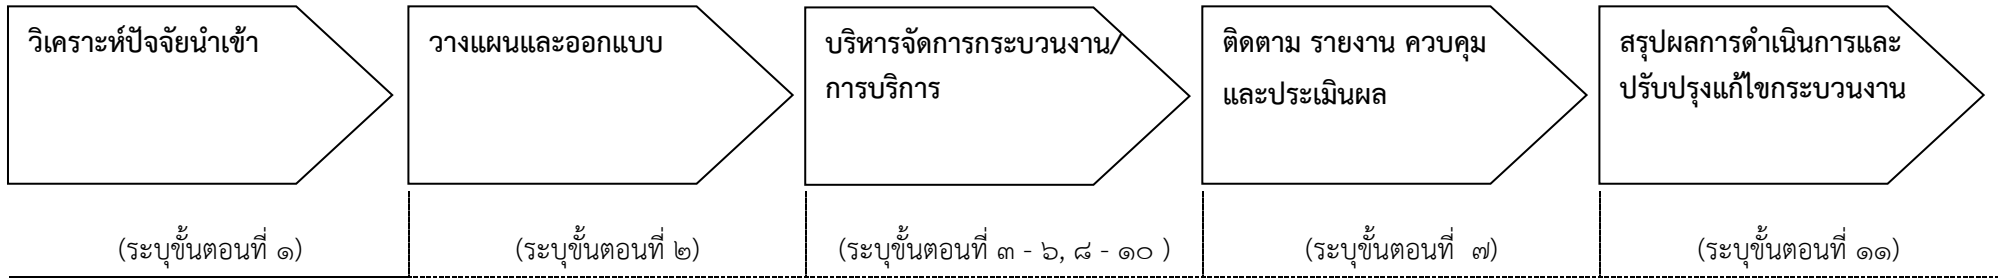 วิเคราะห์ปัจจัยนำเข้า
วางแผนและออกแบบ
บริหารจัดการกระบวนงาน/
การบริการ
ติดตาม รายงาน ควบคุม
และประเมินผล
สรุปผลการดำเนินการและ
ปรับปรุงแก้ไขกระบวนงาน
(ระบุขั้นตอนที่ ๑)
(ระบุขั้นตอนที่ ๒)
(ระบุขั้นตอนที่ ๓ - ๖, ๘ - ๑๐ )
(ระบุขั้นตอนที่ ๗)
(ระบุขั้นตอนที่ ๑๑)